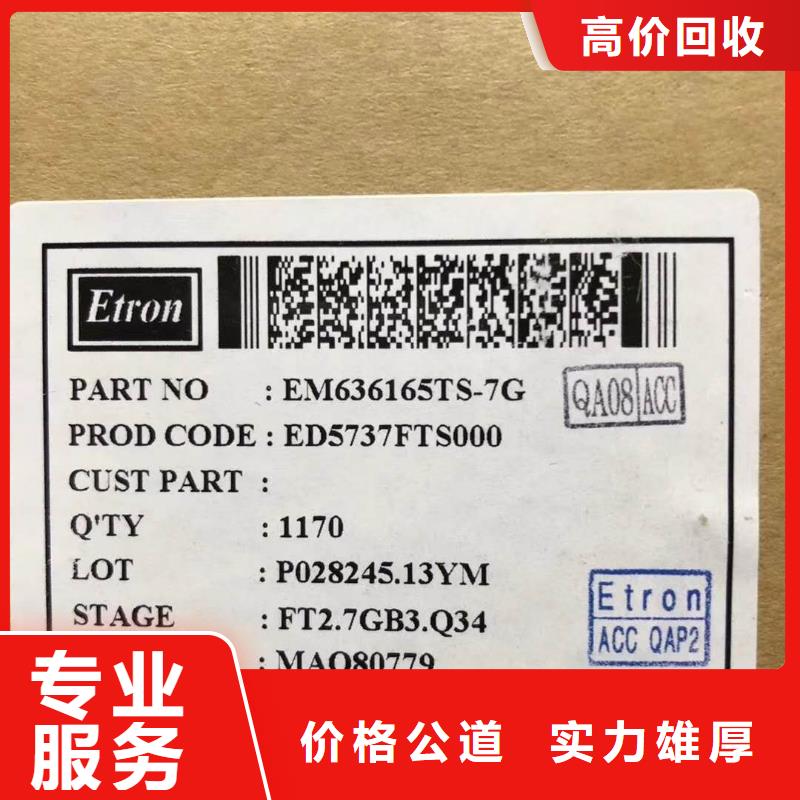 高价回收
Etron
PART NO : EM636165TS-7G
QA08 ACC
PROD CODE : ED5737FTS000
CUST PART :
Q'TY : 1170
LOT : P028245.13YM
STAGE : FT2.7GB3.Q34
Etron
ACC QAP2
: MAO80779
专业
服务
价格公道 实力雄厚